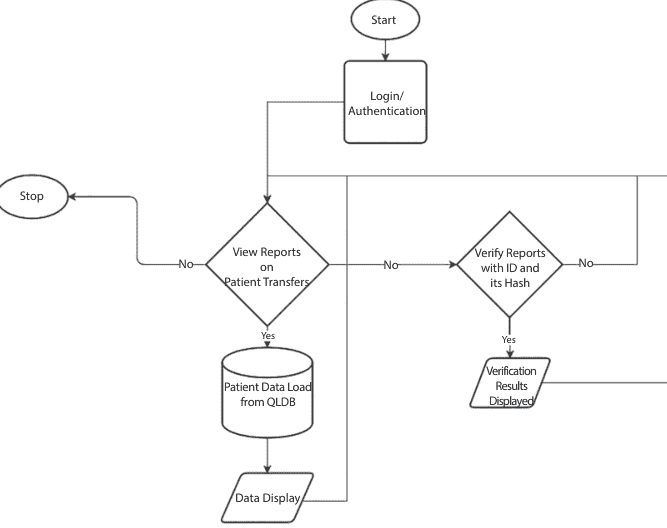 Start
Login/
Authentication
Stop
View Reports
on
Patient Transfers
No
No
Verify Reports
with ID and
its Hash
No
Yes
Yes
Patient Data Load
from QLDB
Verification
Results
Displayed
Data Display